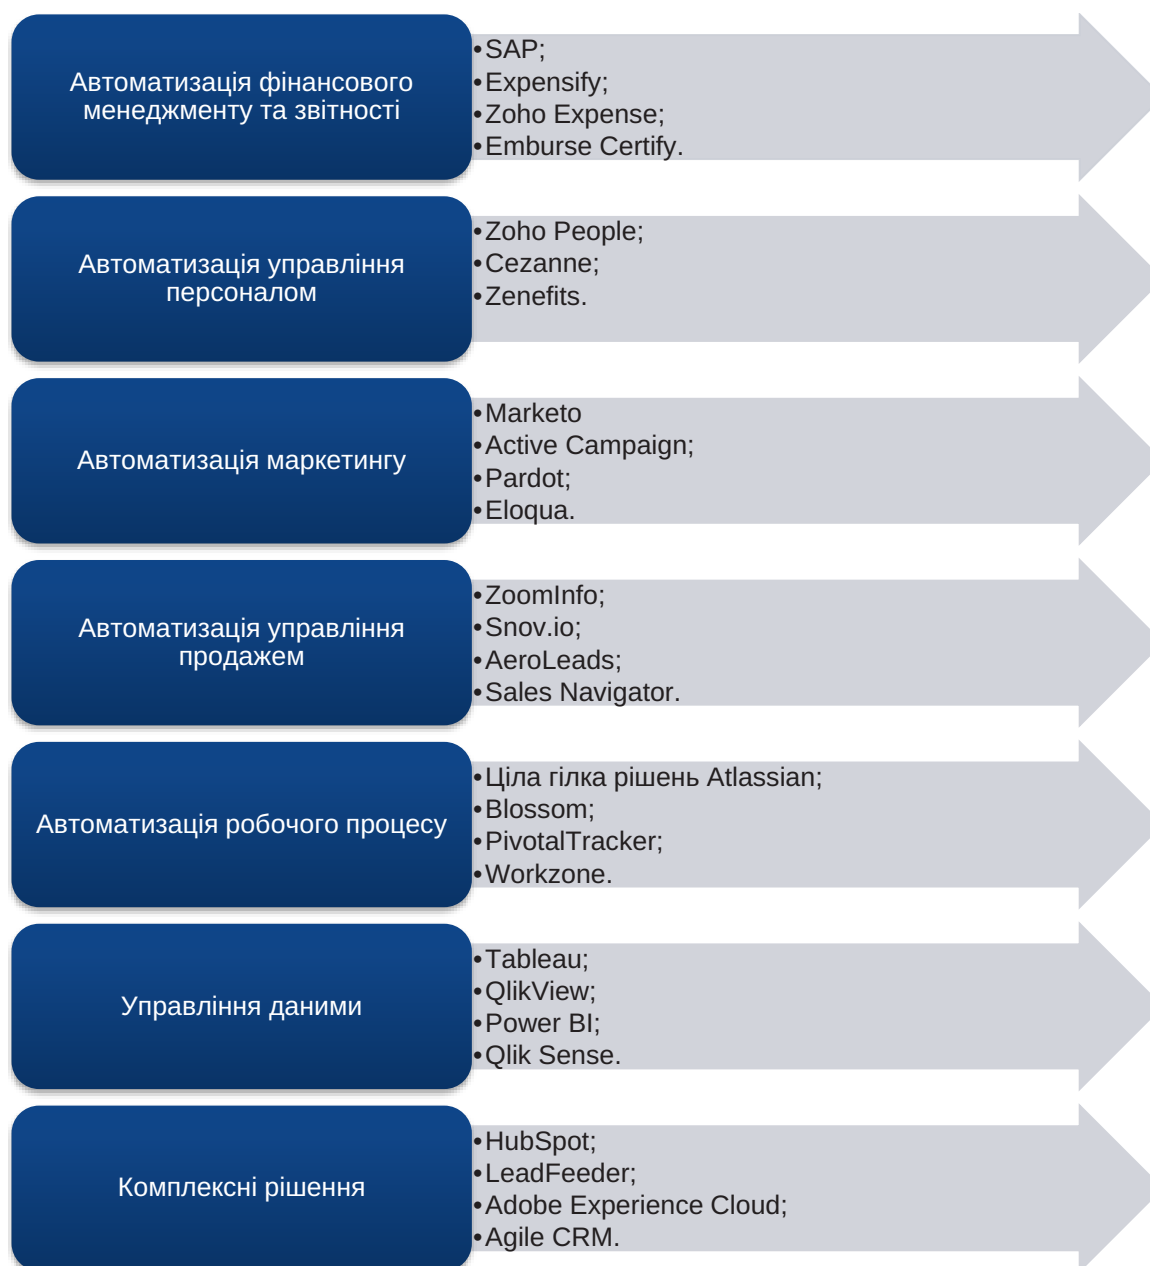 Автоматизація фінансового
менеджменту та звітності
•SAP;
•Expensify;
•Zoho Expense;
•Emburse Certify.
Автоматизація управління
персоналом
•Zoho People;
•Cezanne;
•Zenefits.
Автоматизація маркетингу
•Marketo
•Active Campaign;
•Pardot;
•Eloqua.
Автоматизація управління
продажем
•ZoomInfo;
•Snov.io;
•AeroLeads;
•Sales Navigator.
Автоматизація робочого процесу
•Ціла гілка рішень Atlassian;
•Blossom;
•PivotalTracker;
•Workzone.
Управління даними
•Tableau;
•QlikView;
•Power BI;
•Qlik Sense.
Комплексні рішення
•HubSpot;
•LeadFeeder;
•Adobe Experience Cloud;
•Agile CRM.